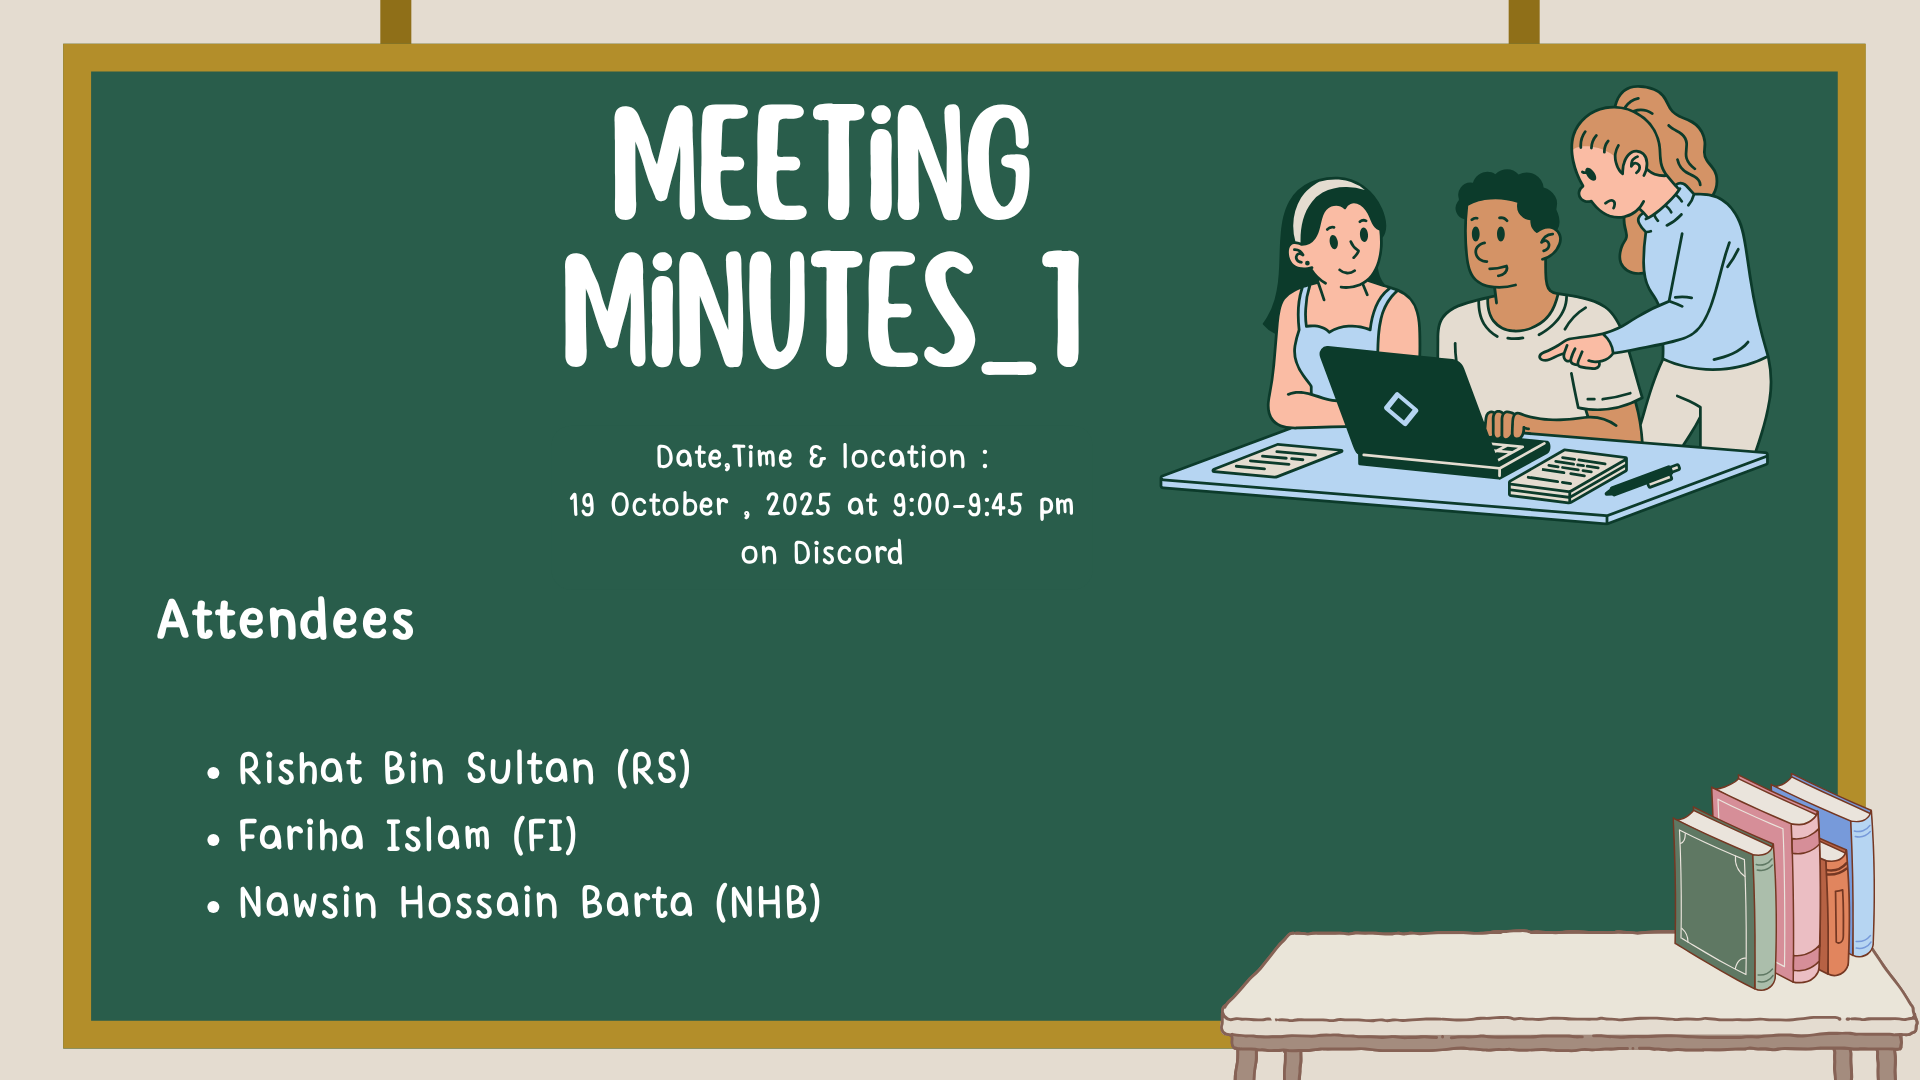 MEETING
MINUTES_1
Date,Time & location :
19 October , 2025 at 9:00-9:45 pm
on Discord
Attendees
• Rishat Bin Sultan (RS)
• Fariha Islam (FI)
• Nawsin Hossain Barta (NHB)